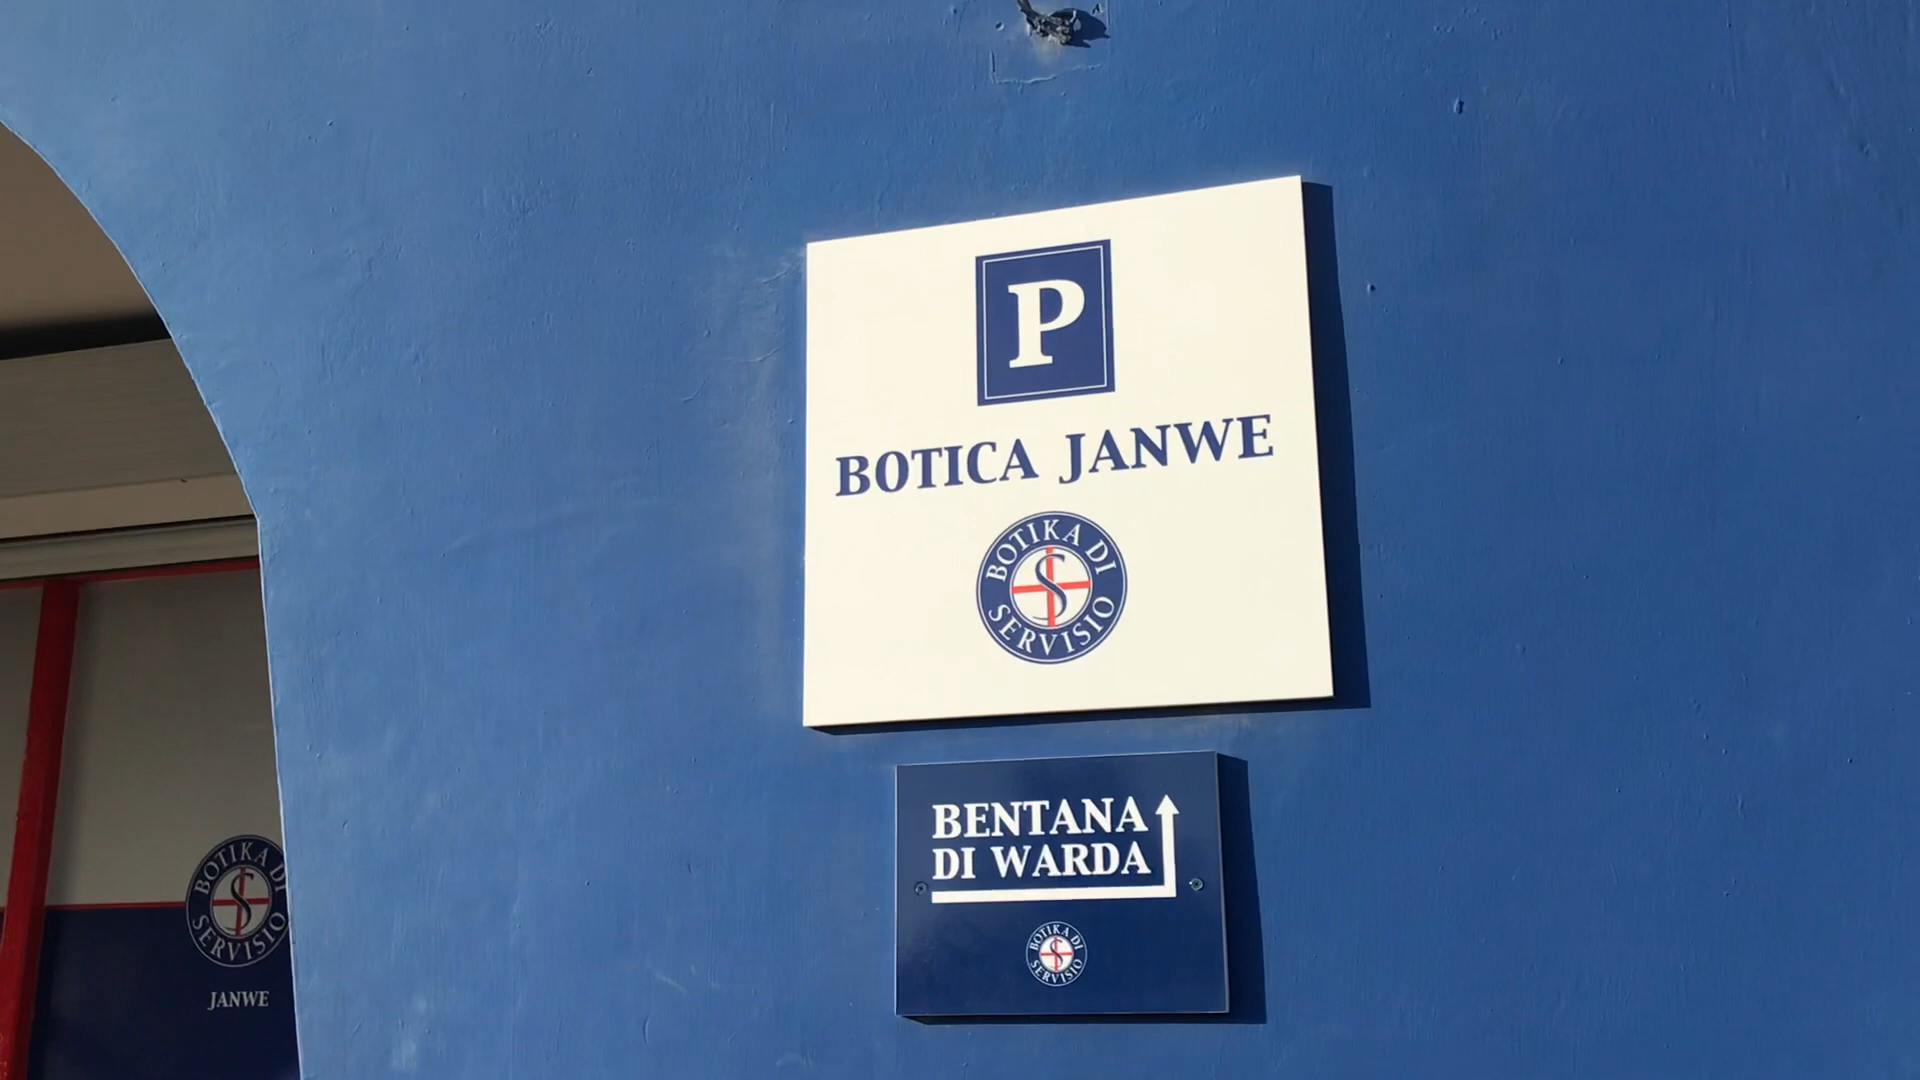 P
BOTICA JANWE
BOTIKA DI
SERVISIO
BENTANA
DI WARDA
BOTIKA DI
SERVISIO
BOTIKA DI
SERVISIO
JANWE